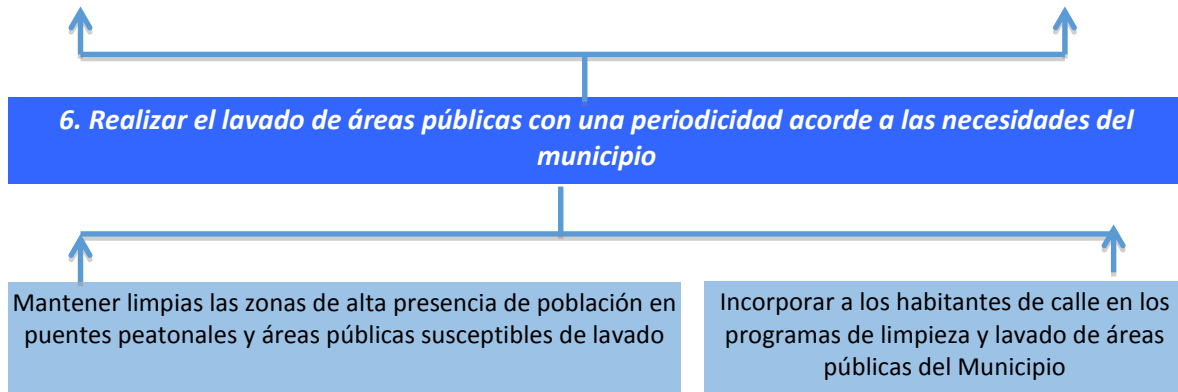 6. Realizar el lavado de áreas públicas con una periodicidad acorde a las necesidades del
municipio
Mantener limpias las zonas de alta presencia de población en
puentes peatonales y áreas públicas susceptibles de lavado
Incorporar a los habitantes de calle en los
programas de limpieza y lavado de áreas
públicas del Municipio